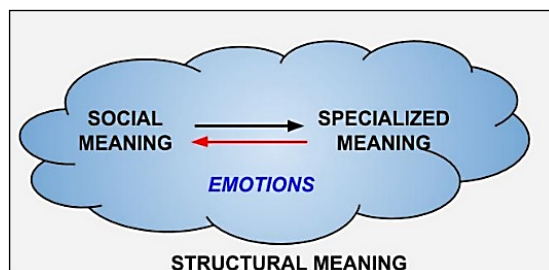 SOCIAL MEANING
SPECIALIZED MEANING
EMOTIONS
STRUCTURAL MEANING